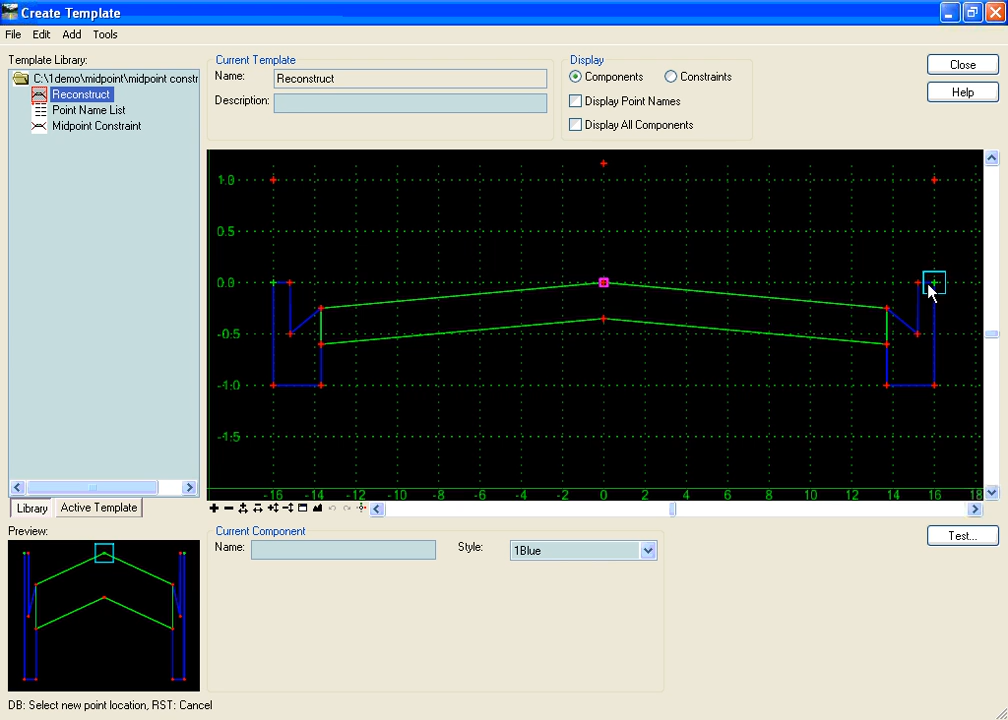 Create Template
File Edit Add Tools
Template Library:
C:\1demo\midpoint\midpoint constr
Reconstruct
Point Name List
Midpoint Constraint
Library
Active Template
Current Template
Name: Reconstruct
Description:
Display
Components
Constraints
Display Point Names
Display All Components
Close
Help
1.0
0.5
0.0
-0.5
-1.0
-1.5
-16 -14 -12 -10 -8 -6 -4 -2 0 2 4 6 8 10 12 14 16 18
Preview:
Current Component
Name:
Style: 1Blue
Test...
DB: Select new point location, RST: Cancel